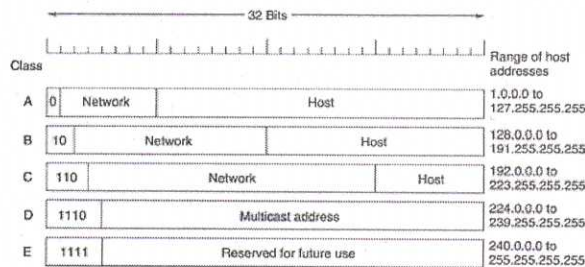 32 Bits
Class
Range of host
addresses
A 0 Network Host 1.0.0.0 to
127.255.255.255
B 10 Network Host 128.0.0.0 to
191.255.255.255
C 110 Network Host 192.0.0.0 to
223.255.255.255
D 1110 Multicast address 224.0.0.0 to
239.255.255.255
E 1111 Reserved for future use 240.0.0.0 to
255.255.255.255